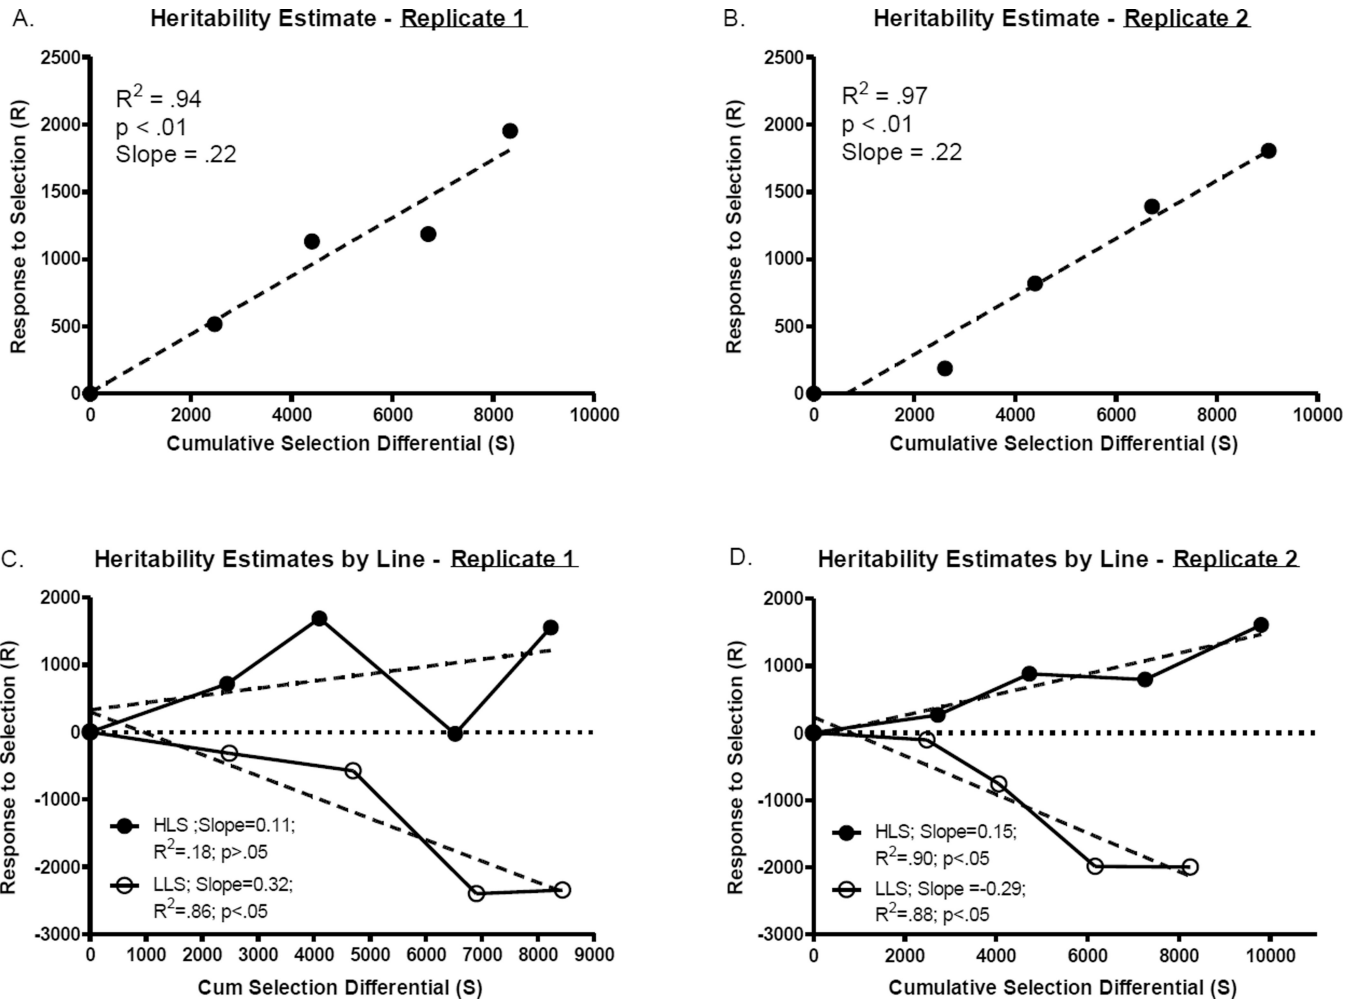 A.
Heritability Estimate - Replicate 1
R2 = .94
p < .01
Slope = .22
Response to Selection (R)
2500
2000
1500
1000
500
0
0 2000 4000 6000 8000 10000
Cumulative Selection Differential (S)
B.
Heritability Estimate - Replicate 2
R2 = .97
p < .01
Slope = .22
Response to Selection (R)
2500
2000
1500
1000
500
0
0 2000 4000 6000 8000 10000
Cumulative Selection Differential (S)
C.
Heritability Estimates by Line - Replicate 1
Response to Selection (R)
2000
1000
0
-1000
-2000
-3000
HLS ;Slope=0.11;
R2=.18; p>.05
LLS; Slope=0.32;
R2=.86; p<.05
0 1000 2000 3000 4000 5000 6000 7000 8000 9000
Cum Selection Differential (S)
D.
Heritability Estimates by Line - Replicate 2
Response to Selection (R)
2000
1000
0
-1000
-2000
-3000
HLS; Slope=0.15;
R2=.90; p<.05
LLS; Slope =-0.29;
R2=.88; p<.05
0 2000 4000 6000 8000 10000
Cumulative Selection Differential (S)